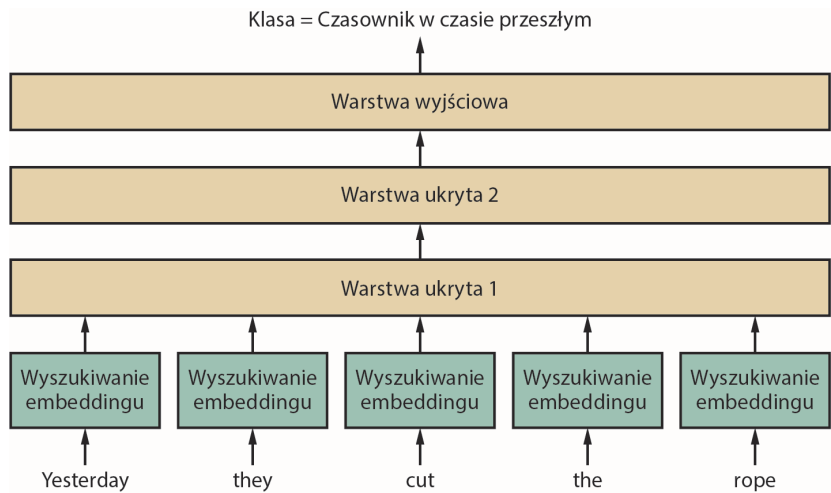 Klasa = Czasownik w czasie przeszłym
Warstwa wyjściowa
Warstwa ukryta 2
Warstwa ukryta 1
Wyszukiwanie
embeddingu
Wyszukiwanie
embeddingu
Wyszukiwanie
embeddingu
Wyszukiwanie
embeddingu
Wyszukiwanie
embeddingu
Yesterday
they
cut
the
rope